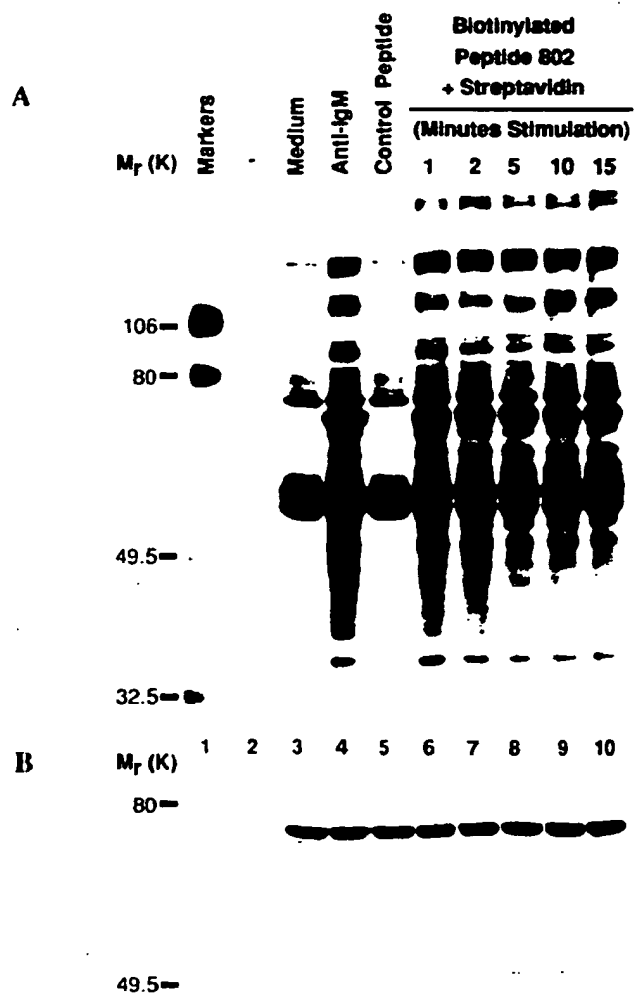 A
Biotinylated
Peptide 802
+ Streptavidin
(Minutes Stimulation)
Mr (K) Markers - Medium Anti-IgM Control Peptide 1 2 5 10 15
106
80
49.5
32.5
B
Mr (K) 1 2 3 4 5 6 7 8 9 10
80
49.5